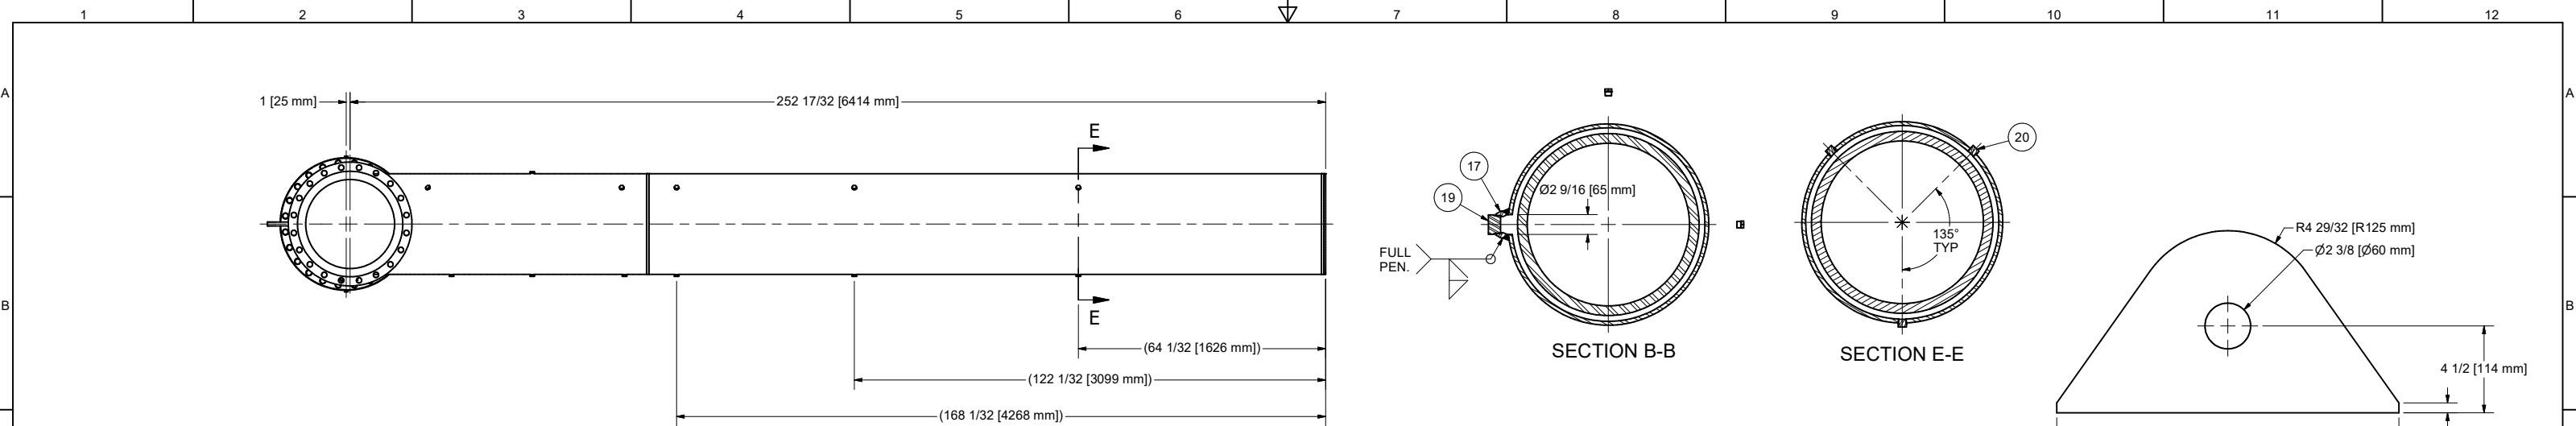 1 2 3 4 5 6 7 8 9 10 11 12
A A
1 [25 mm] 252 17/32 [6414 mm]
E
17
19
Ø2 9/16 [65 mm]
20
135°
TYP
FULL
PEN.
R4 29/32 [R125 mm]
Ø2 3/8 [Ø60 mm]
B B
E
(64 1/32 [1626 mm])
SECTION B-B
SECTION E-E
(122 1/32 [3099 mm])
4 1/2 [114 mm]
(168 1/32 [4268 mm])